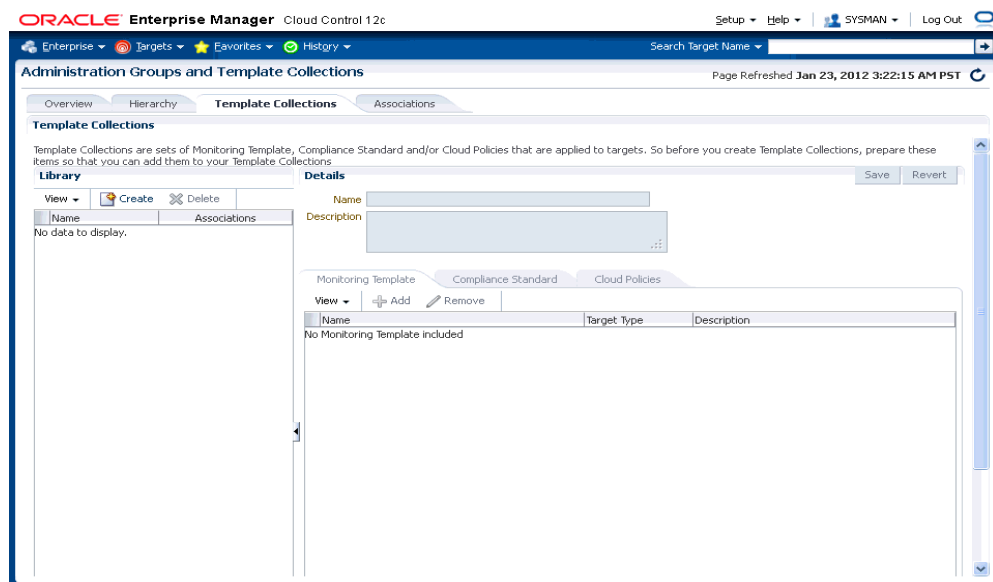 ORACLE Enterprise Manager Cloud Control 12c
Setup Help SYSMAN Log Out
Enterprise Targets Favorites History Search Target Name
Administration Groups and Template Collections
Page Refreshed Jan 23, 2012 3:22:15 AM PST
Overview Hierarchy Template Collections Associations
Template Collections
Template Collections are sets of Monitoring Template, Compliance Standard and/or Cloud Policies that are applied to targets. So before you create Template Collections, prepare these
items so that you can add them to your Template Collections
Library
View Create Delete
Name Associations
No data to display.
Details
Save Revert
Name
Description
Monitoring Template Compliance Standard Cloud Policies
View Add Remove
Name Target Type Description
No Monitoring Template included